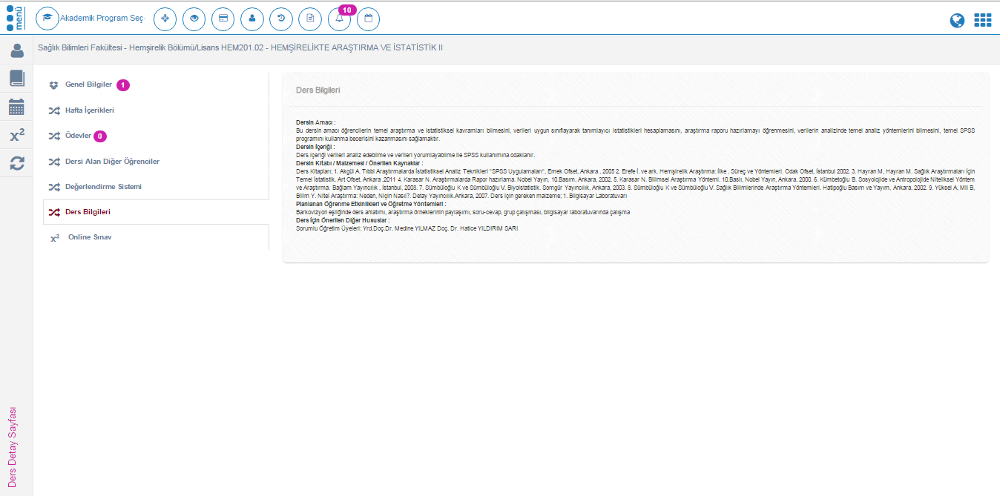 menü
Akademik Program Seç-
10
Sağlık Bilimleri Fakültesi - Hemşirelik Bölümü/Lisans HEM201.02 - HEMŞİRELİKTE ARAŞTIRMA VE İSTATİSTİK II
Genel Bilgiler 1
Hafta İçerikleri
Ödevler 0
Dersi Alan Diğer Öğrenciler
Değerlendirme Sistemi
Ders Bilgileri
x² Online Sınav
x²
Ders Detay Sayfası
Ders Bilgileri
Dersin Amacı :
Bu dersin amacı öğrencilerin temel araştırma ve istatistiksel kavramları bilmesini, verileri uygun sınıflayarak tanımlayıcı istatistikleri hesaplamasını, araştırma raporu hazırlamayı öğrenmesini, verilerin analizinde temel analiz yöntemlerini bilmesini, temel SPSS
programını kullanma becerisini kazanmasını sağlamaktır.
Dersin İçeriği :
Ders içeriği verileri analiz edebilme ve verileri yorumlayabilme ile SPSS kullanımına odaklanır.
Dersin Kitabı / Malzemesi / Önerilen Kaynaklar :
Ders Kitapları; 1. Akgül A. Tıbbi Araştırmalarda İstatistiksel Analiz Teknikleri "SPSS Uygulamaları", Emek Ofset, Ankara , 2005 2. Erefe İ. ve ark. Hemşirelik Araştırma: İlke , Süreç ve Yöntemleri. Odak Ofset, İstanbul 2002. 3. Hayran M, Hayran M. Sağlık Araştırmaları İçin
Temel İstatistik. Art Ofset, Ankara ,2011 4. Karasar N. Araştırmalarda Rapor hazırlama. Nobel Yayın, 10.Basım, Ankara, 2002. 5. Karasar N. Bilimsel Araştırma Yöntemi. 10.Baslı, Nobel Yayın, Ankara, 2000. 6. Kümbetoğlu B. Sosyolojide ve Antropolojide Niteliksel Yöntem
ve Araştırma. Bağlam Yayıncılık , İstanbul, 2008. 7. Sümbüloğlu K ve Sümbüloğlu V. Biyoistatistik. Somgür Yayıncılık, Ankara, 2003. 8. Sümbüloğlu K ve Sümbüloğlu V. Sağlık Bilimlerinde Araştırma Yöntemleri. Hatipoğlu Basım ve Yayım, Ankara, 2002. 9. Yüksel A, Mil B,
Bilim Y. Nitel Araştırma: Neden, Niçin Nasıl?. Detay Yayıncılık.Ankara, 2007. Ders için gereken malzeme; 1. Bilgisayar Laboratuvarı
Planlanan Öğrenme Etkinlikleri ve Öğretme Yöntemleri :
Barkovizyon eşliğinde ders anlatımı, araştırma örneklerinin paylaşımı, soru-cevap, grup çalışması, bilgisayar laboratuvarında çalışma
Ders İçin Önerilen Diğer Hususlar :
Sorumlu Öğretim Üyeleri: Yrd.Doç.Dr. Medine YILMAZ Doç. Dr. Hatice YILDIRIM SARI